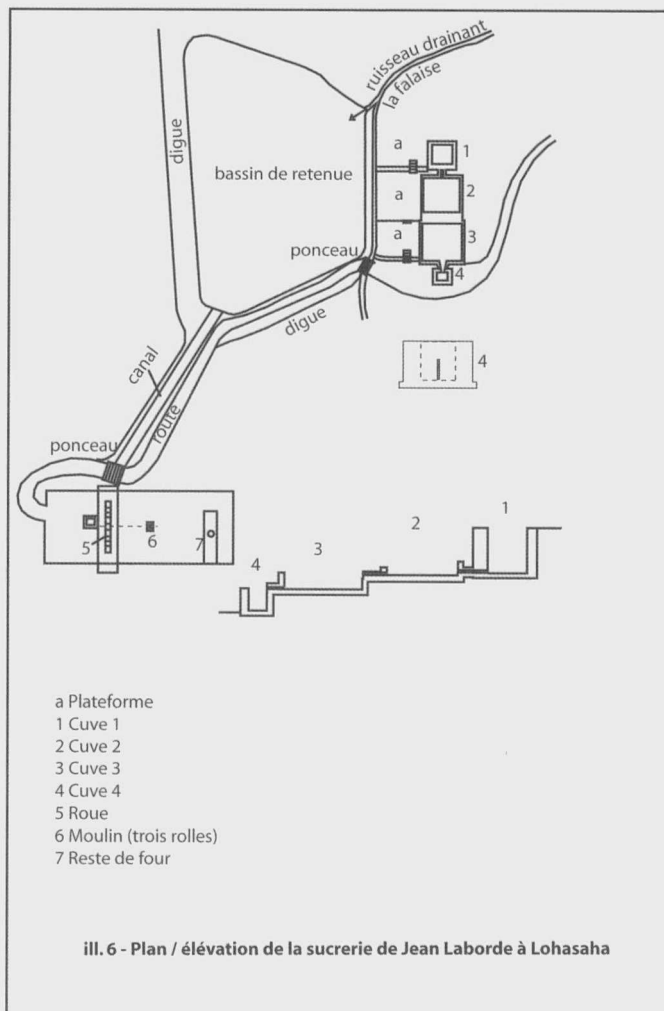 ruisseau drainant
la falaise
digue
bassin de retenue
a
1
a
2
a
3
4
ponceau
digue
4
canal
route
ponceau
5
6
7
4
3
2
1
a Plateforme
1 Cuve 1
2 Cuve 2
3 Cuve 3
4 Cuve 4
5 Roue
6 Moulin (trois rolles)
7 Reste de four
ill. 6 - Plan / élévation de la sucrerie de Jean Laborde à Lohasaha